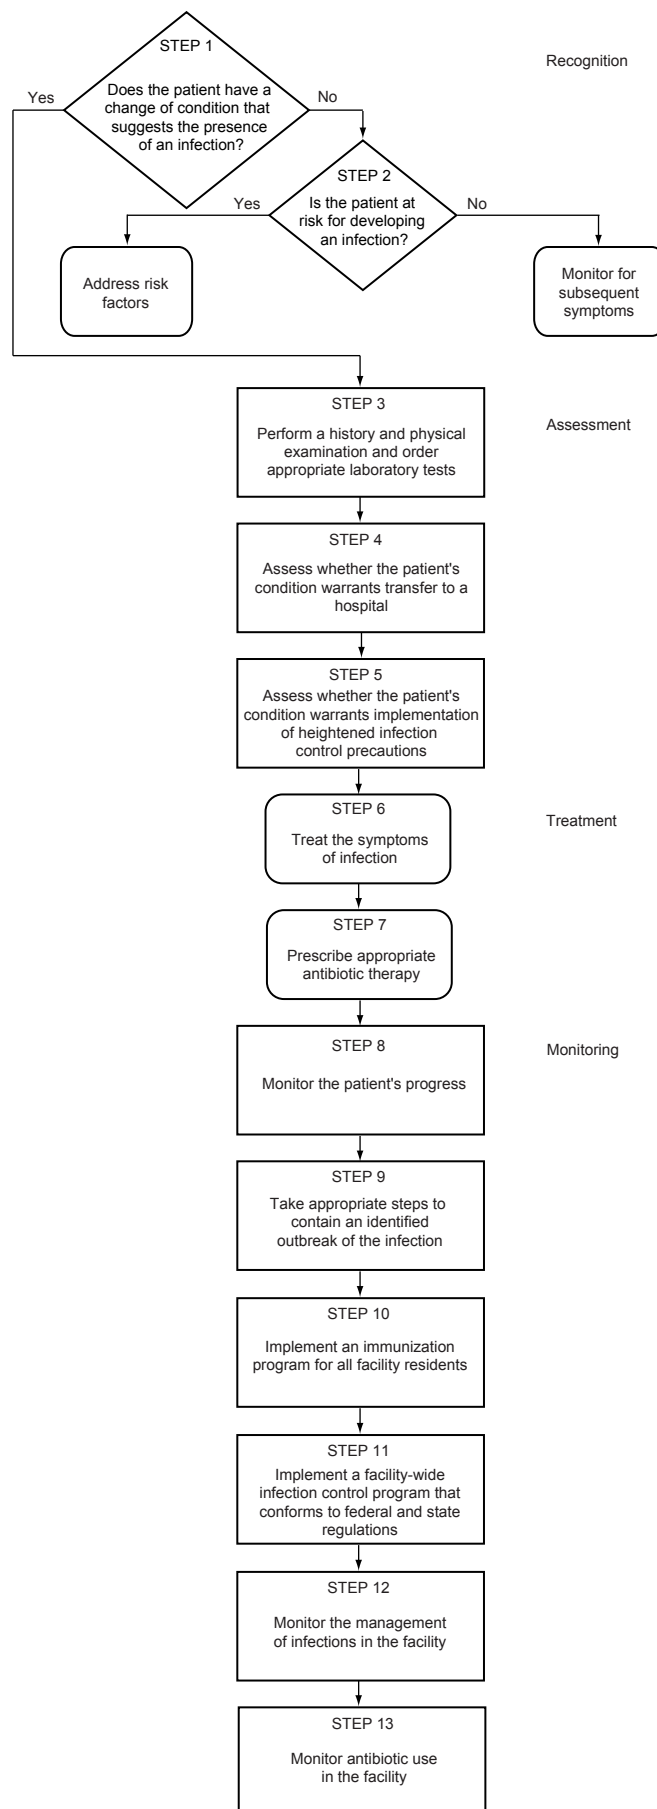 STEP 1
Recognition
Does the patient have a
change of condition that
suggests the presence
of an infection?
Yes
No
STEP 2
Is the patient at
risk for developing
an infection?
Yes
No
Address risk
factors
Monitor for
subsequent
symptoms
STEP 3
Assessment
Perform a history and physical
examination and order
appropriate laboratory tests
STEP 4
Assess whether the patient's
condition warrants transfer to a
hospital
STEP 5
Assess whether the patient's
condition warrants implementation
of heightened infection
control precautions
STEP 6
Treatment
Treat the symptoms
of infection
STEP 7
Prescribe appropriate
antibiotic therapy
STEP 8
Monitoring
Monitor the patient's progress
STEP 9
Take appropriate steps to
contain an identified
outbreak of the infection
STEP 10
Implement an immunization
program for all facility residents
STEP 11
Implement a facility-wide
infection control program that
conforms to federal and state
regulations
STEP 12
Monitor the management
of infections in the facility
STEP 13
Monitor antibiotic use
in the facility